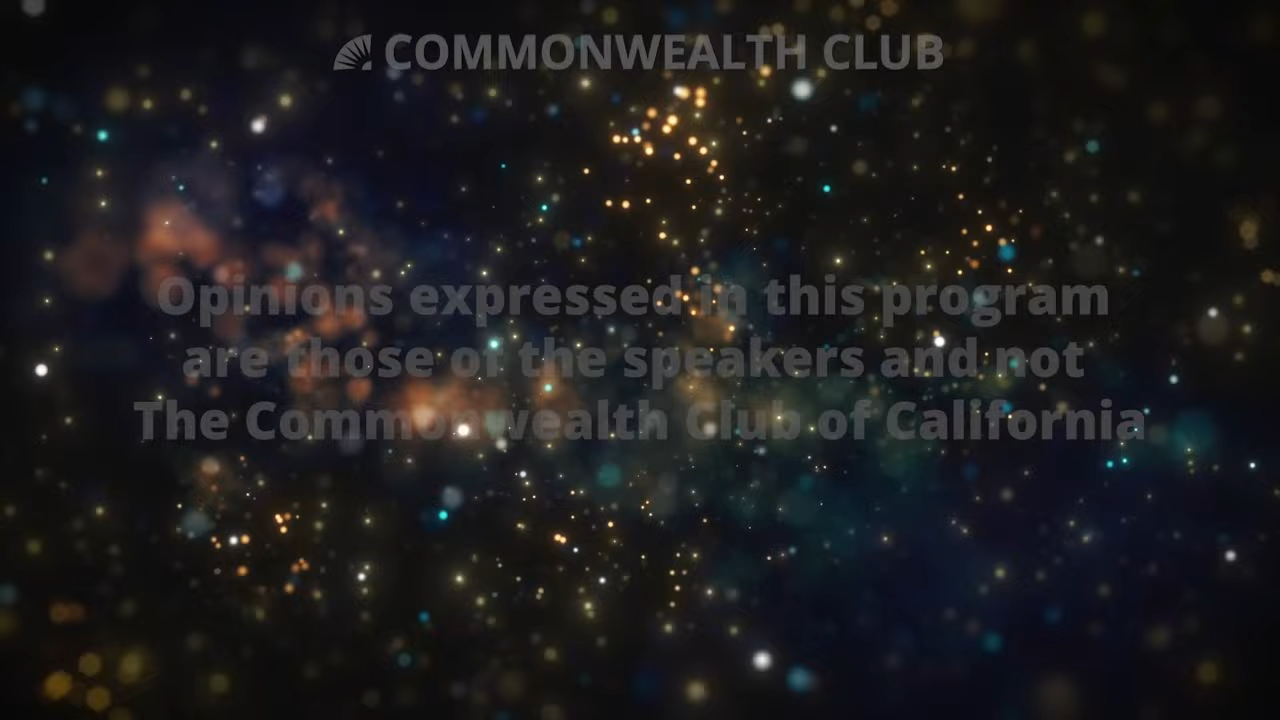 COMMONWEALTH CLUB
Opinions expressed in this program
are those of the speakers and not
The Commonwealth Club of California